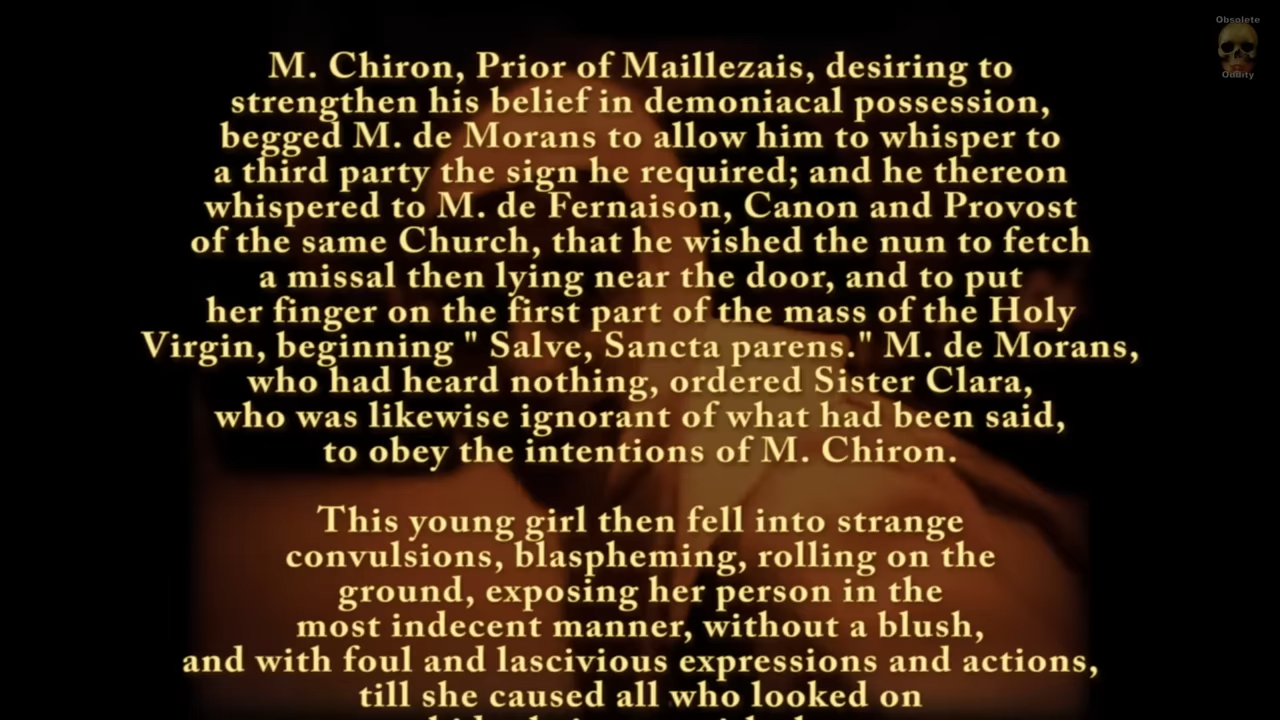 Obsolete
Oddity
M. Chiron, Prior of Maillezais, desiring to
strengthen his belief in demoniacal possession,
begged M. de Morans to allow him to whisper to
a third party the sign he required; and he thereon
whispered to M. de Fernaison, Canon and Provost
of the same Church, that he wished the nun to fetch
a missal then lying near the door, and to put
her finger on the first part of the mass of the Holy
Virgin, beginning " Salve, Sancta parens." M. de Morans,
who had heard nothing, ordered Sister Clara,
who was likewise ignorant of what had been said,
to obey the intentions of M. Chiron.
This young girl then fell into strange
convulsions, blaspheming, rolling on the
ground, exposing her person in the
most indecent manner, without a blush,
and with foul and lascivious expressions and actions,
till she caused all who looked on